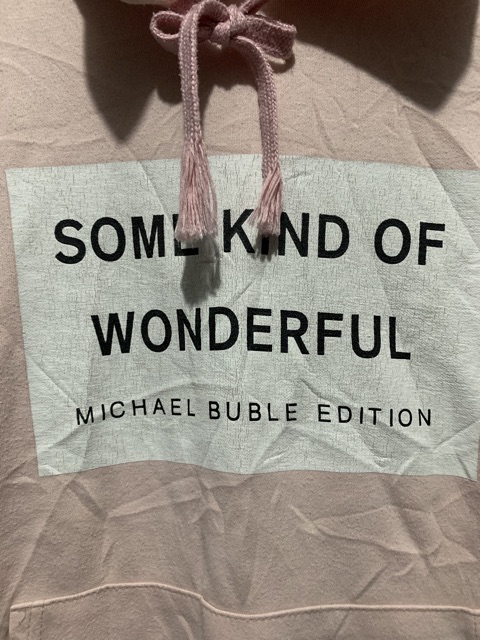 SOME KIND OF
WONDERFUL
MICHAEL BUBLE EDITION